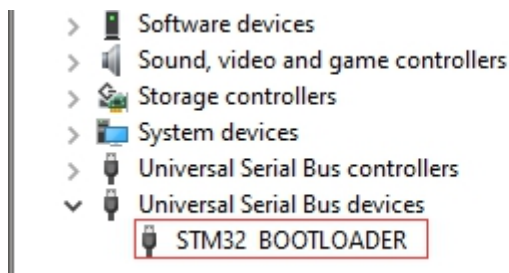 Software devices
Sound, video and game controllers
Storage controllers
System devices
Universal Serial Bus controllers
Universal Serial Bus devices
STM32 BOOTLOADER